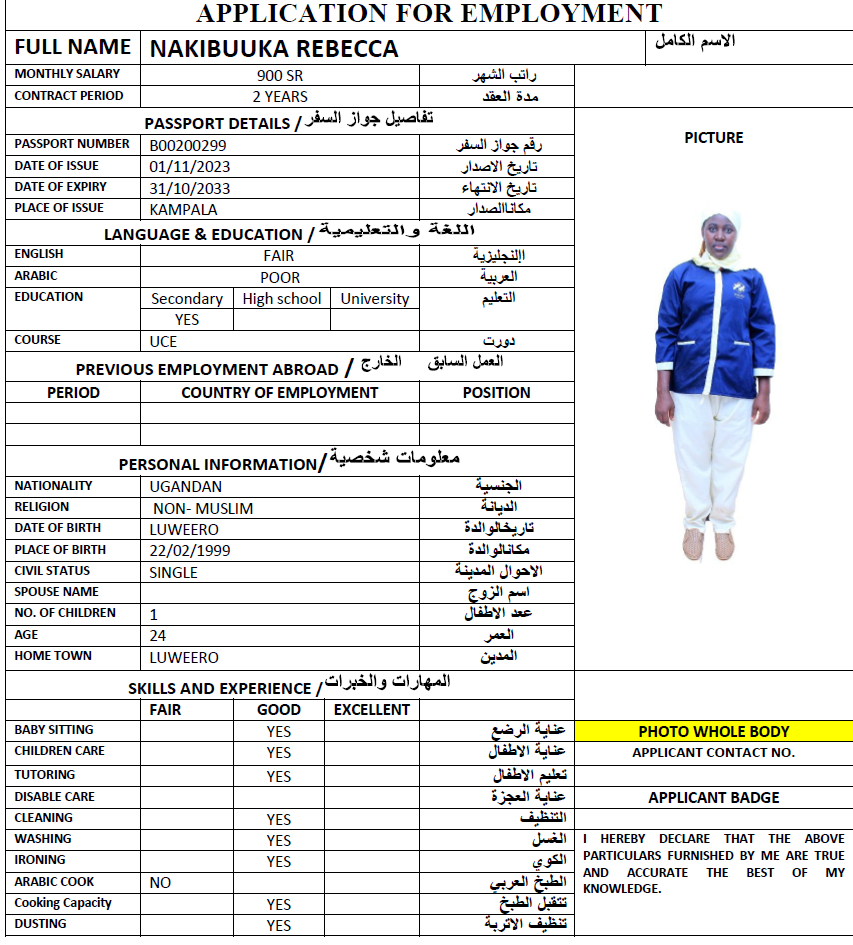 APPLICATION FOR EMPLOYMENT
FULL NAME NAKIBUUKA REBECCA الاسم الكامل
MONTHLY SALARY 900 SR راتب الشهر
CONTRACT PERIOD 2 YEARS مدة العقد
PASSPORT DETAILS / تفاصيل جواز السفر
PICTURE
PASSPORT NUMBER B00200299 رقم جواز السفر
DATE OF ISSUE 01/11/2023 تاريخ الاصدار
DATE OF EXPIRY 31/10/2033 تاريخ الانتهاء
PLACE OF ISSUE KAMPALA مكاناالصدار
LANGUAGE & EDUCATION / اللغة والتعليمية
ENGLISH FAIR اإلنجليزية
ARABIC POOR العربية
EDUCATION Secondary High school University التعليم
YES
COURSE UCE دورت
PREVIOUS EMPLOYMENT ABROAD / العمل السابق الخارج
PERIOD COUNTRY OF EMPLOYMENT POSITION
PERSONAL INFORMATION/ معلومات شخصية
NATIONALITY UGANDAN الجنسية
RELIGION NON- MUSLIM الديانة
DATE OF BIRTH LUWEERO تاريخالوالدة
PLACE OF BIRTH 22/02/1999 مكانالوالدة
CIVIL STATUS SINGLE الاحوال المدينة
SPOUSE NAME اسم الزوج
NO. OF CHILDREN 1 عدد الاطفال
AGE 24 العمر
HOME TOWN LUWEERO المدين
SKILLS AND EXPERIENCE / المهارات والخبرات
FAIR GOOD EXCELLENT
BABY SITTING YES عناية الرضع
PHOTO WHOLE BODY
CHILDREN CARE YES عناية الاطفال
APPLICANT CONTACT NO.
TUTORING YES تعليم الاطفال
DISABLE CARE عناية العجزة
APPLICANT BADGE
CLEANING YES التنظيف
WASHING YES الغسل
IRONING YES الكوي
ARABIC COOK NO الطبخ العربي
Cooking Capacity YES تتقبل الطبخ
DUSTING YES تنظيف الاتربة
I HEREBY DECLARE THAT THE ABOVE
PARTICULARS FURNISHED BY ME ARE TRUE
AND ACCURATE THE BEST OF MY
KNOWLEDGE.